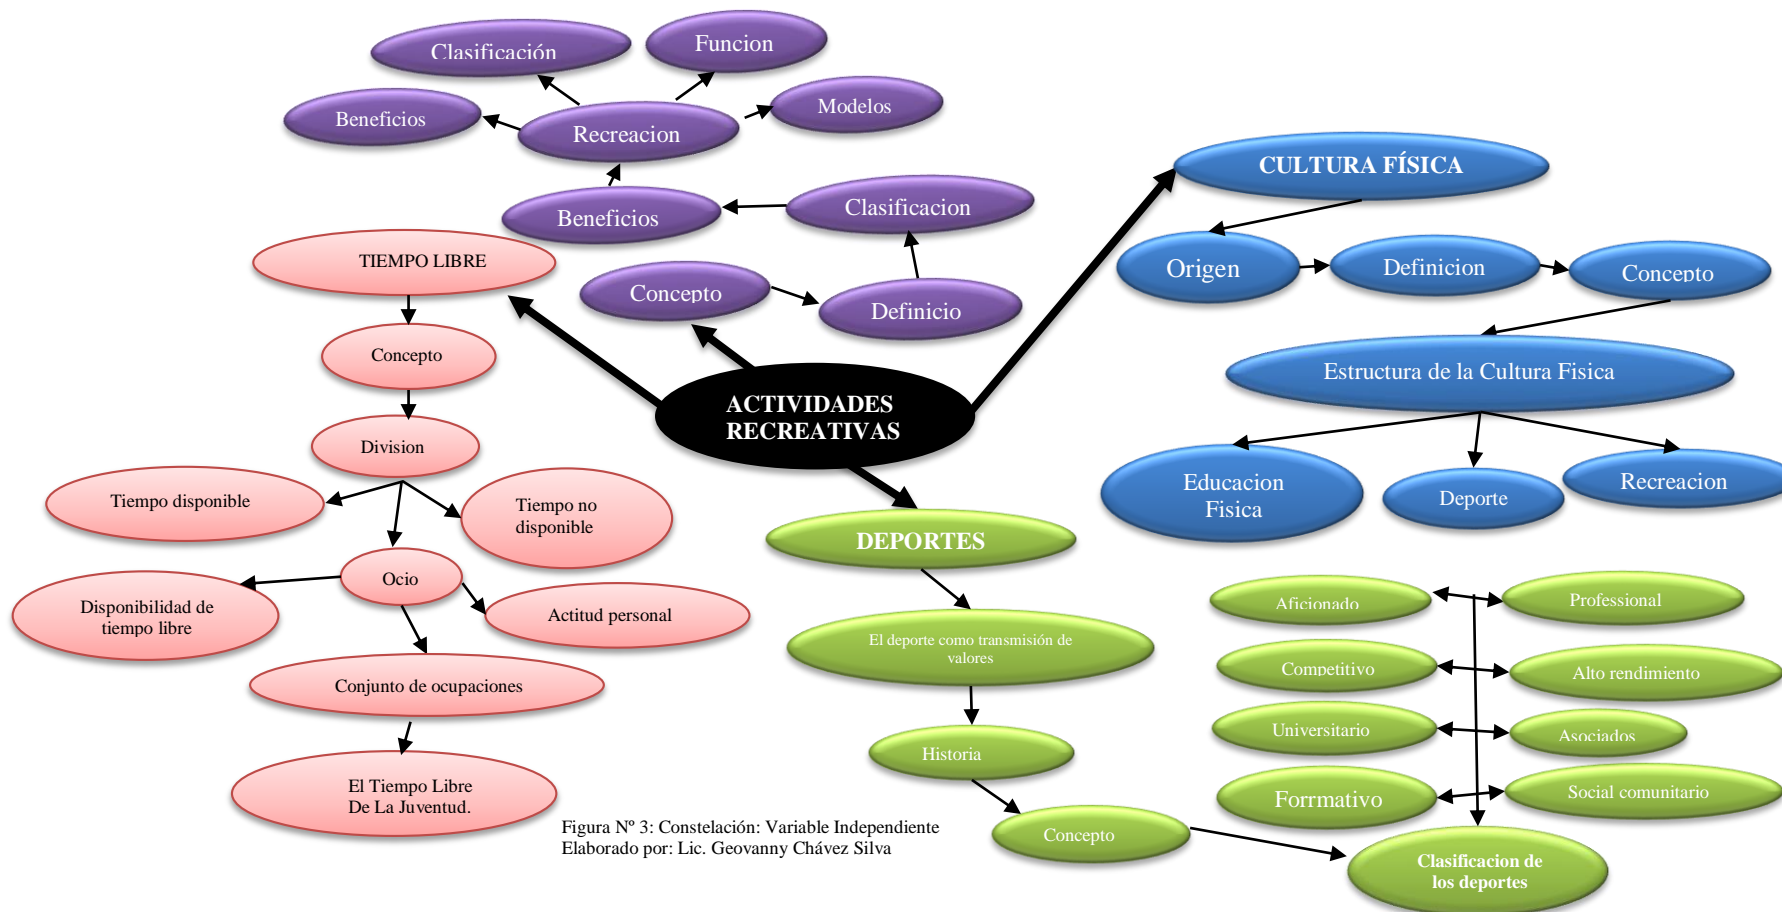 Clasificación
Funcion
Beneficios
Recreacion
Modelos
Beneficios
Clasificacion
Concepto
Definicio
CULTURA FÍSICA
Origen
Definicion
Concepto
Estructura de la Cultura Fisica
Educacion
Fisica
Deporte
Recreacion
TIEMPO LIBRE
Concepto
Division
Tiempo disponible
Tiempo no
disponible
Ocio
Disponibilidad de
tiempo libre
Actitud personal
Conjunto de ocupaciones
El Tiempo Libre
De La Juventud.
ACTIVIDADES
RECREATIVAS
DEPORTES
El deporte como transmisión de
valores
Historia
Concepto
Aficionado
Professional
Competitivo
Alto rendimiento
Universitario
Asociados
Forrmativo
Social comunitario
Clasificacion de
los deportes
Figura Nº 3: Constelación: Variable Independiente
Elaborado por: Lic. Geovanny Chávez Silva